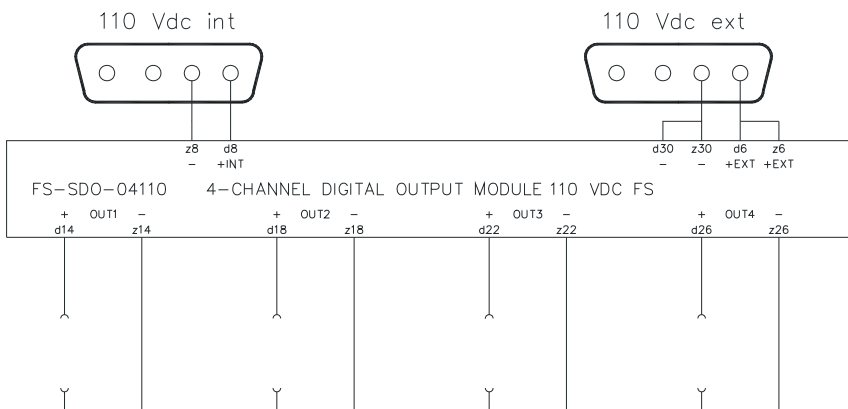 110 Vdc int 110 Vdc ext
z8 d8 d30 z30 d6 z6
- +INT - - +EXT +EXT
FS-SDO-04110 4-CHANNEL DIGITAL OUTPUT MODULE 110 VDC FS
+ OUT1 - + OUT2 - + OUT3 - + OUT4 -
d14 z14 d18 z18 d22 z22 d26 z26